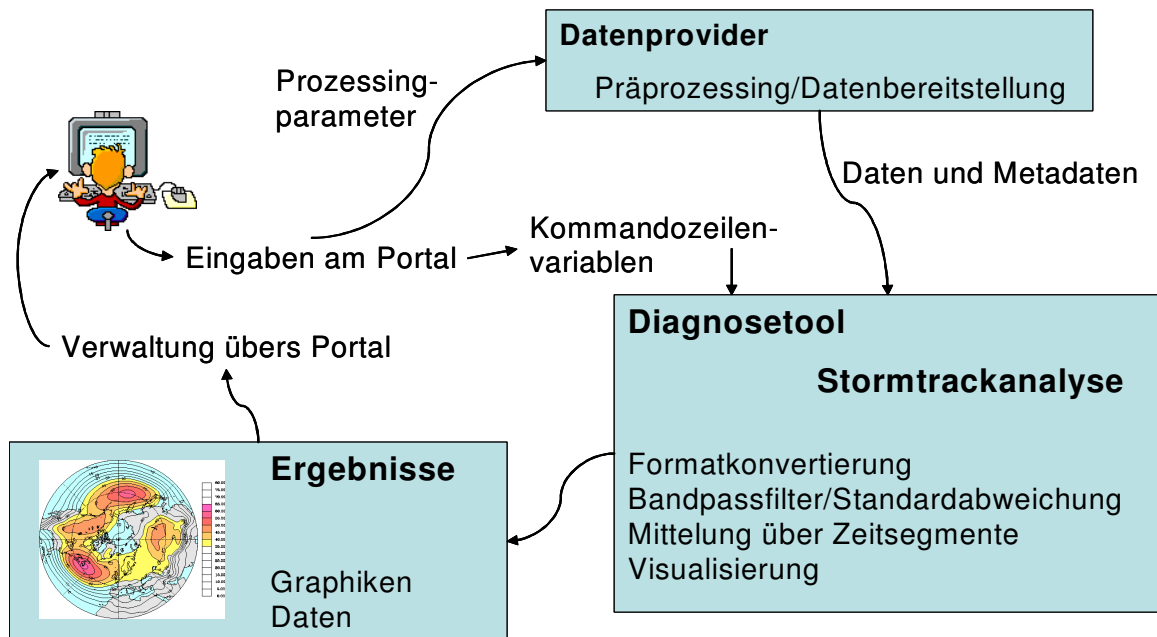 Datenprovider
Präprozessing/Datenbereitstellung
Prozessing-
parameter
Daten und Metadaten
Eingaben am Portal
Kommandozeilen-
variablen
Verwaltung übers Portal
Diagnosetool
Stormtrackanalyse
Formatkonvertierung
Bandpassfilter/Standardabweichung
Mittelung über Zeitsegmente
Visualisierung
Ergebnisse
Graphiken
Daten